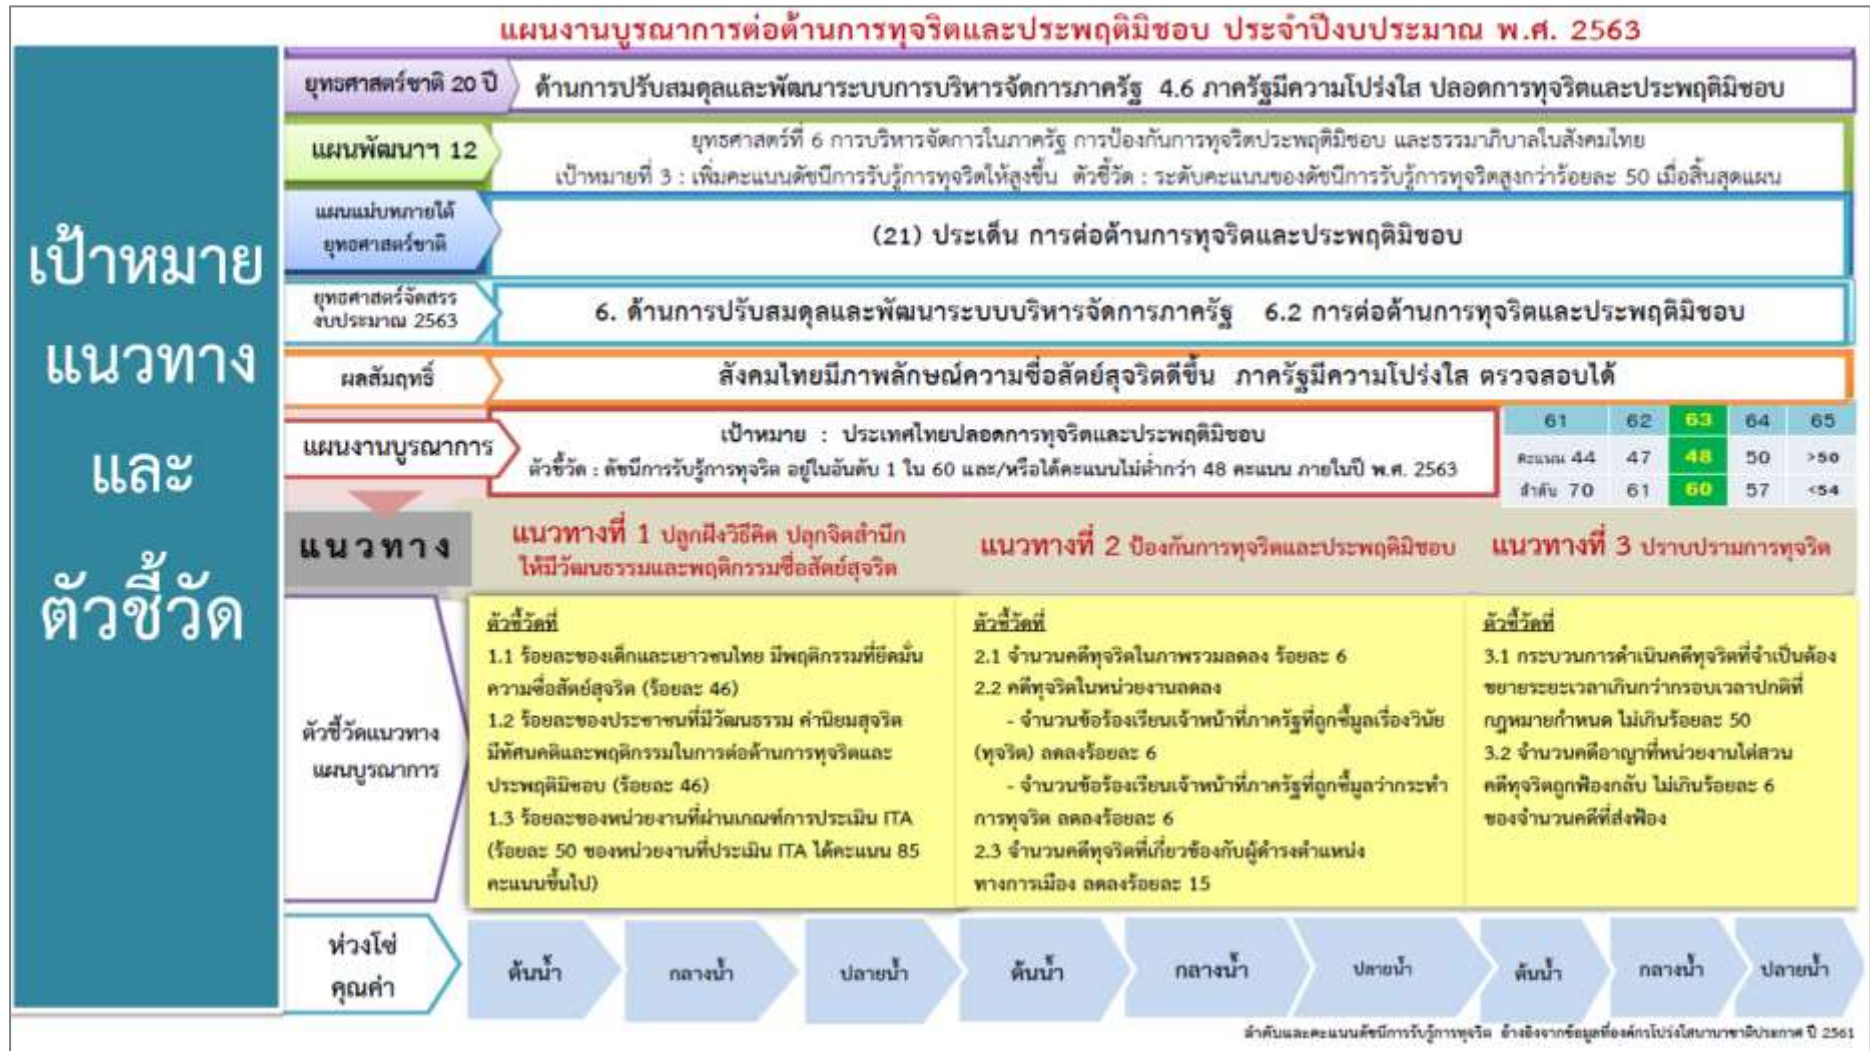 แผนงานบูรณาการต่อต้านการทุจริตและประพฤติมิชอบ ประจำปีงบประมาณ พ.ศ. 2563
เป้าหมาย
แนวทาง
และ
ตัวชี้วัด
ยุทธศาสตร์ชาติ 20 ปี
ด้านการปรับสมดุลและพัฒนาระบบการบริหารจัดการภาครัฐ 4.6 ภาครัฐมีความโปร่งใส ปลอดการทุจริตและประพฤติมิชอบ
แผนพัฒนาฯ 12
ยุทธศาสตร์ที่ 6 การบริหารจัดการในภาครัฐ การป้องกันการทุจริตประพฤติมิชอบ และธรรมาภิบาลในสังคมไทย
เป้าหมายที่ 3 : เพิ่มคะแนนดัชนีการรับรู้การทุจริตให้สูงขึ้น ตัวชี้วัด : ระดับคะแนนของดัชนีการรับรู้การทุจริตสูงกว่าร้อยละ 50 เมื่อสิ้นสุดแผน
แผนแม่บทภายใต้
ยุทธศาสตร์ชาติ
(21) ประเด็น การต่อต้านการทุจริตและประพฤติมิชอบ
ยุทธศาสตร์จัดสรร
งบประมาณ 2563
6. ด้านการปรับสมดุลและพัฒนาระบบบริหารจัดการภาครัฐ 6.2 การต่อต้านการทุจริตและประพฤติมิชอบ
ผลสัมฤทธิ์
สังคมไทยมีภาพลักษณ์ความซื่อสัตย์สุจริตดีขึ้น ภาครัฐมีความโปร่งใส ตรวจสอบได้
แผนงานบูรณาการ
เป้าหมาย : ประเทศไทยปลอดการทุจริตและประพฤติมิชอบ
ตัวชี้วัด : ดัชนีการรับรู้การทุจริต อยู่ในอันดับ 1 ใน 60 และ/หรือได้คะแนนไม่ต่ำกว่า 48 คะแนน ภายในปี พ.ศ. 2563
61 62 63 64 65
คะแนน 44 47 48 50 >50
ลำดับ 70 61 60 57 <54
แนวทาง
แนวทางที่ 1 ปลูกฝังวิธีคิด ปลุกจิตสำนึก
ให้มีวัฒนธรรมและพฤติกรรมซื่อสัตย์สุจริต
แนวทางที่ 2 ป้องกันการทุจริตและประพฤติมิชอบ
แนวทางที่ 3 ปราบปรามการทุจริต
ตัวชี้วัดแนวทาง
แผนบูรณาการ
ตัวชี้วัดที่
1.1 ร้อยละของเด็กและเยาวชนไทย มีพฤติกรรมที่ยึดมั่น
ความซื่อสัตย์สุจริต (ร้อยละ 46)
1.2 ร้อยละของประชาชนที่มีวัฒนธรรม ค่านิยมสุจริต
มีทัศนคติและพฤติกรรมในการต่อต้านการทุจริตและ
ประพฤติมิชอบ (ร้อยละ 46)
1.3 ร้อยละของหน่วยงานที่ผ่านเกณฑ์การประเมิน ITA
(ร้อยละ 50 ของหน่วยงานที่ประเมิน ITA ได้คะแนน 85
คะแนนขึ้นไป)
ตัวชี้วัดที่
2.1 จำนวนคดีทุจริตในภาพรวมลดลง ร้อยละ 6
2.2 คดีทุจริตในหน่วยงานลดลง
- จำนวนข้อร้องเรียนเจ้าหน้าที่ภาครัฐที่ถูกชี้มูลเรื่องวินัย
(ทุจริต) ลดลงร้อยละ 6
- จำนวนข้อร้องเรียนเจ้าหน้าที่ภาครัฐที่ถูกชี้มูลว่ากระทำ
การทุจริต ลดลงร้อยละ 6
2.3 จำนวนคดีทุจริตที่เกี่ยวข้องกับผู้ดำรงตำแหน่ง
ทางการเมือง ลดลงร้อยละ 15
ตัวชี้วัดที่
3.1 กระบวนการดำเนินคดีทุจริตที่จำเป็นต้อง
ขยายระยะเวลาเกินกว่ากรอบเวลาปกติที่
กฎหมายกำหนด ไม่เกินร้อยละ 50
3.2 จำนวนคดีอาญาที่หน่วยงานไต่สวน
คดีทุจริตถูกฟ้องกลับ ไม่เกินร้อยละ 6
ของจำนวนคดีที่ส่งฟ้อง
ห่วงโซ่
คุณค่า
ต้นน้ำ กลางน้ำ ปลายน้ำ ต้นน้ำ กลางน้ำ ปลายน้ำ ต้นน้ำ กลางน้ำ ปลายน้ำ
ลำดับและคะแนนดัชนีการรับรู้การทุจริต อ้างอิงจากข้อมูลที่องค์กรโปร่งใสนานาชาติประกาศ ปี 2561